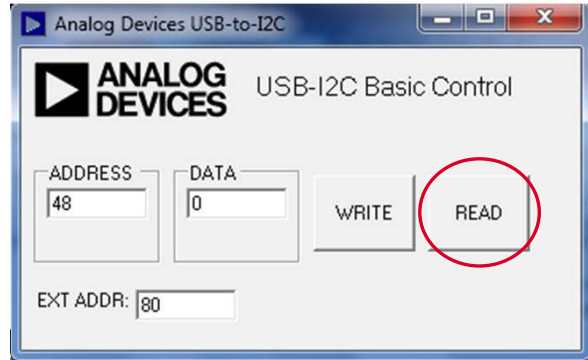 Analog Devices USB-to-I2C
ANALOG
DEVICES
USB-I2C Basic Control
ADDRESS
48
DATA
0
WRITE
READ
EXT ADDR: 80